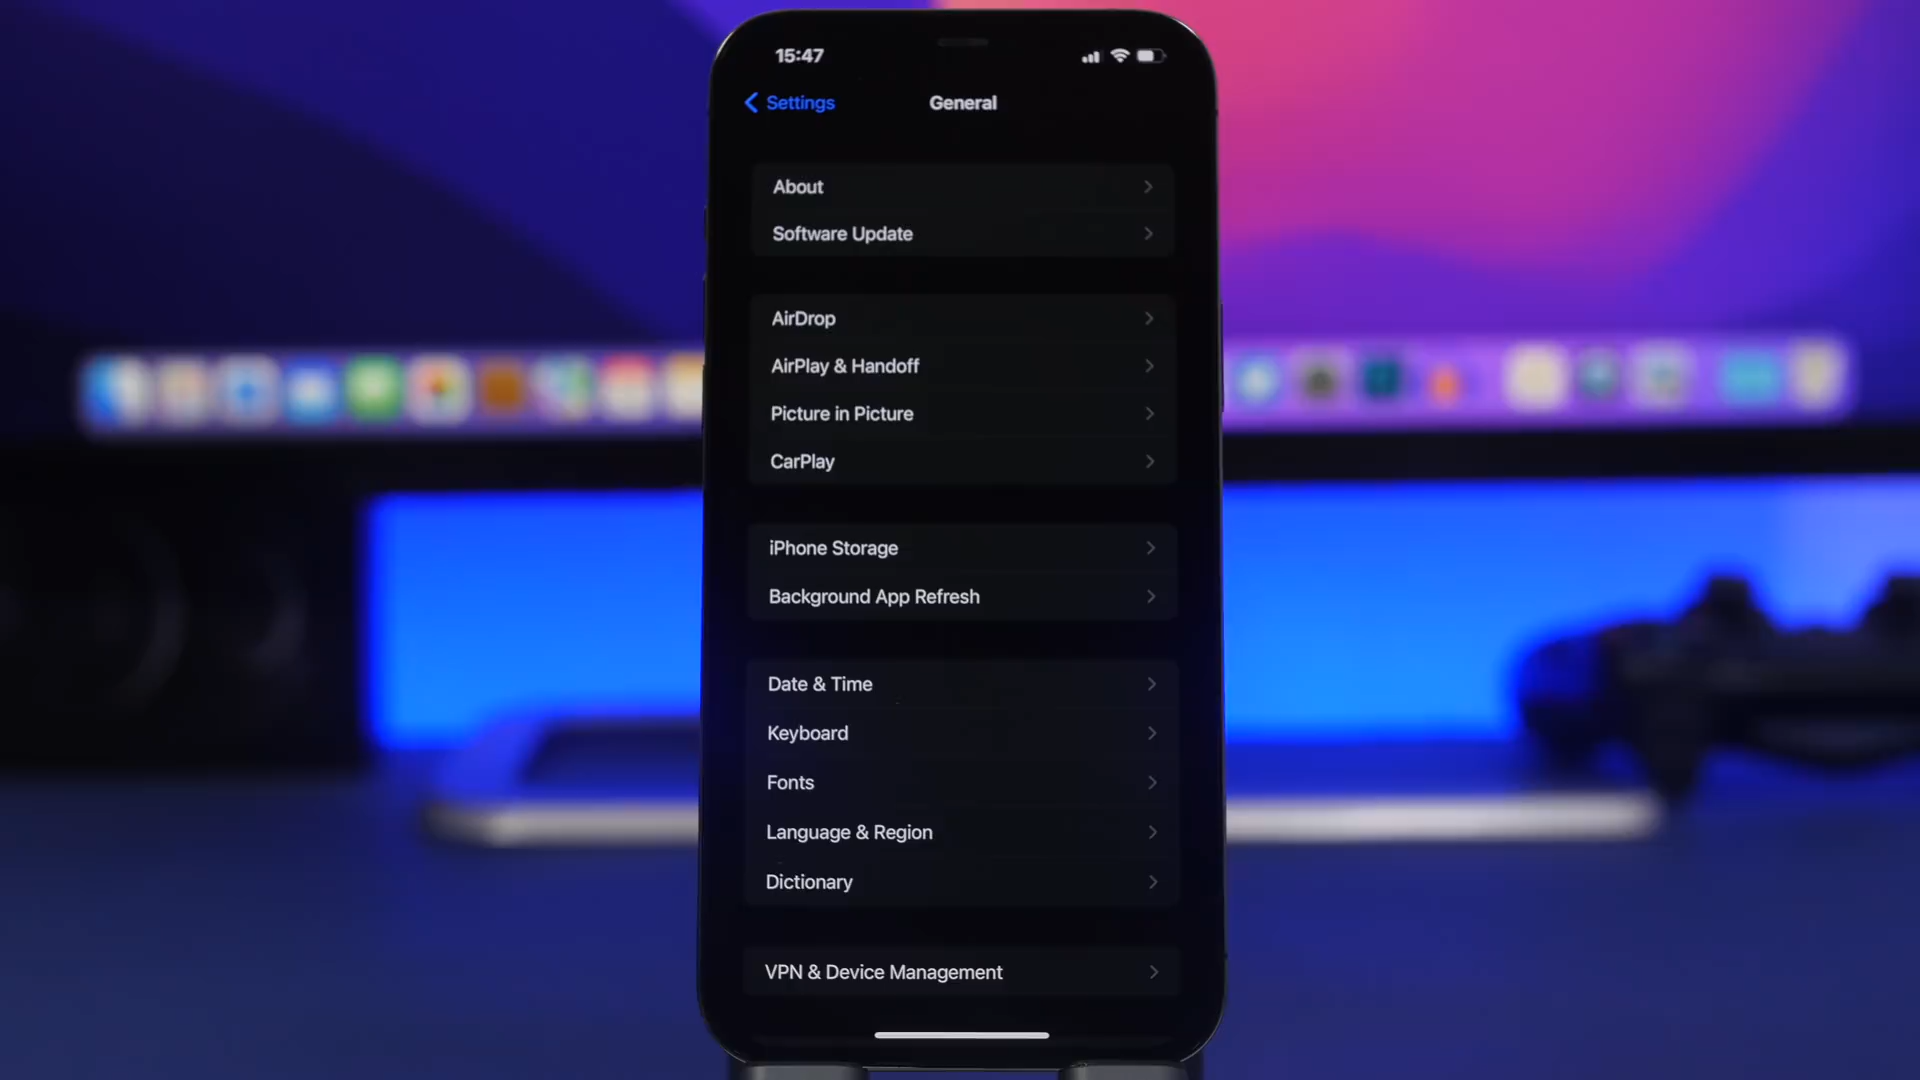 15:47
Settings
General
About
Software Update
AirDrop
AirPlay & Handoff
Picture in Picture
CarPlay
iPhone Storage
Background App Refresh
Date & Time
Keyboard
Fonts
Language & Region
Dictionary
VPN & Device Management